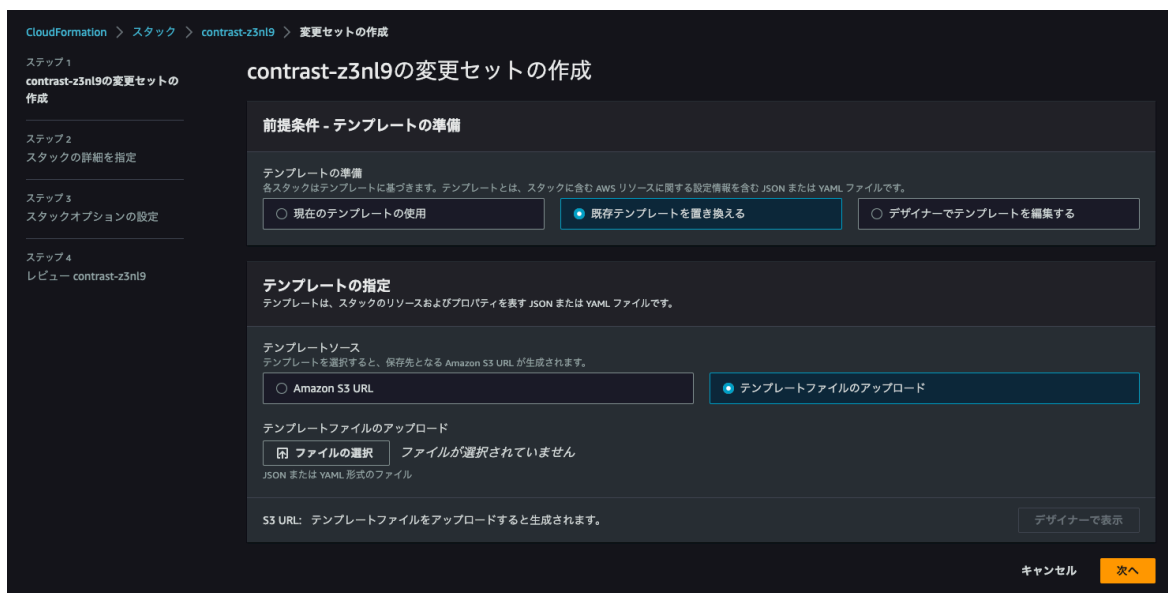 CloudFormation > スタック > contrast-z3nl9 > 変更セットの作成
ステップ 1
contrast-z3nl9の変更セットの
作成
ステップ 2
スタックの詳細を指定
ステップ 3
スタックオプションの設定
ステップ 4
レビュー contrast-z3nl9
contrast-z3nl9の変更セットの作成
前提条件 - テンプレートの準備
テンプレートの準備
各スタックはテンプレートに基づきます。テンプレートとは、スタックに含む AWS リソースに関する設定情報を含む JSON または YAML ファイルです。
現在のテンプレートの使用
既存テンプレートを置き換える
デザイナーでテンプレートを編集する
テンプレートの指定
テンプレートは、スタックのリソースおよびプロパティを表す JSON または YAML ファイルです。
テンプレートソース
テンプレートを選択すると、保存先となる Amazon S3 URL が生成されます。
Amazon S3 URL
テンプレートファイルのアップロード
テンプレートファイルのアップロード
ファイルの選択 ファイルが選択されていません
JSON または YAML 形式のファイル
S3 URL: テンプレートファイルをアップロードすると生成されます。
デザイナーで表示
キャンセル
次へ